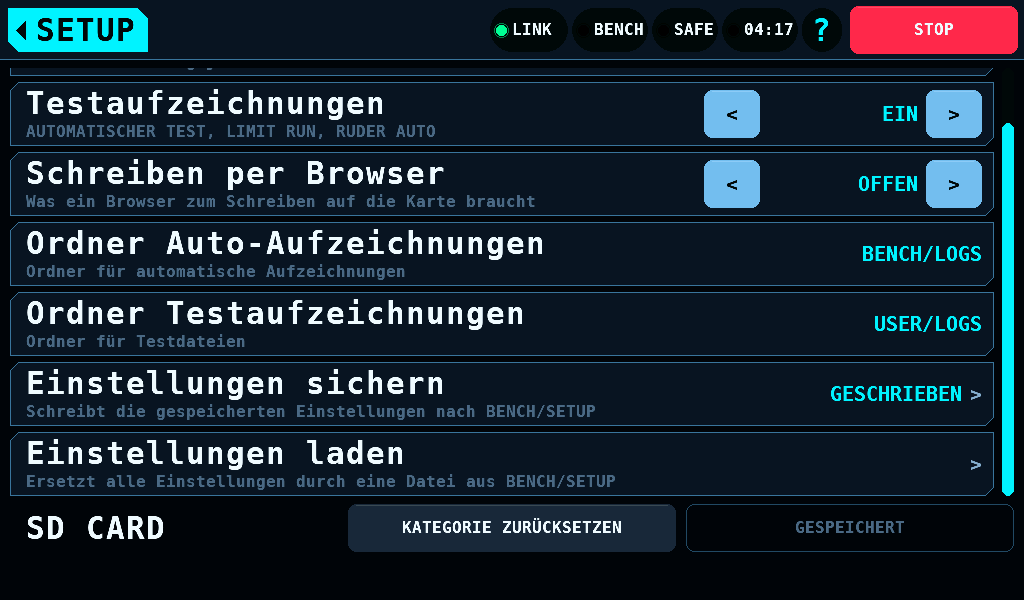 SETUP
LINK
BENCH
SAFE
04:17
?
STOP
Testaufzeichnungen
AUTOMATISCHER TEST, LIMIT RUN, RUDER AUTO
<
EIN
>
Schreiben per Browser
Was ein Browser zum Schreiben auf die Karte braucht
<
OFFEN
>
Ordner Auto-Aufzeichnungen
Ordner für automatische Aufzeichnungen
BENCH/LOGS
Ordner Testaufzeichnungen
Ordner für Testdateien
USER/LOGS
Einstellungen sichern
Schreibt die gespeicherten Einstellungen nach BENCH/SETUP
GESCHRIEBEN >
Einstellungen laden
Ersetzt alle Einstellungen durch eine Datei aus BENCH/SETUP
>
SD CARD
KATEGORIE ZURÜCKSETZEN
GESPEICHERT